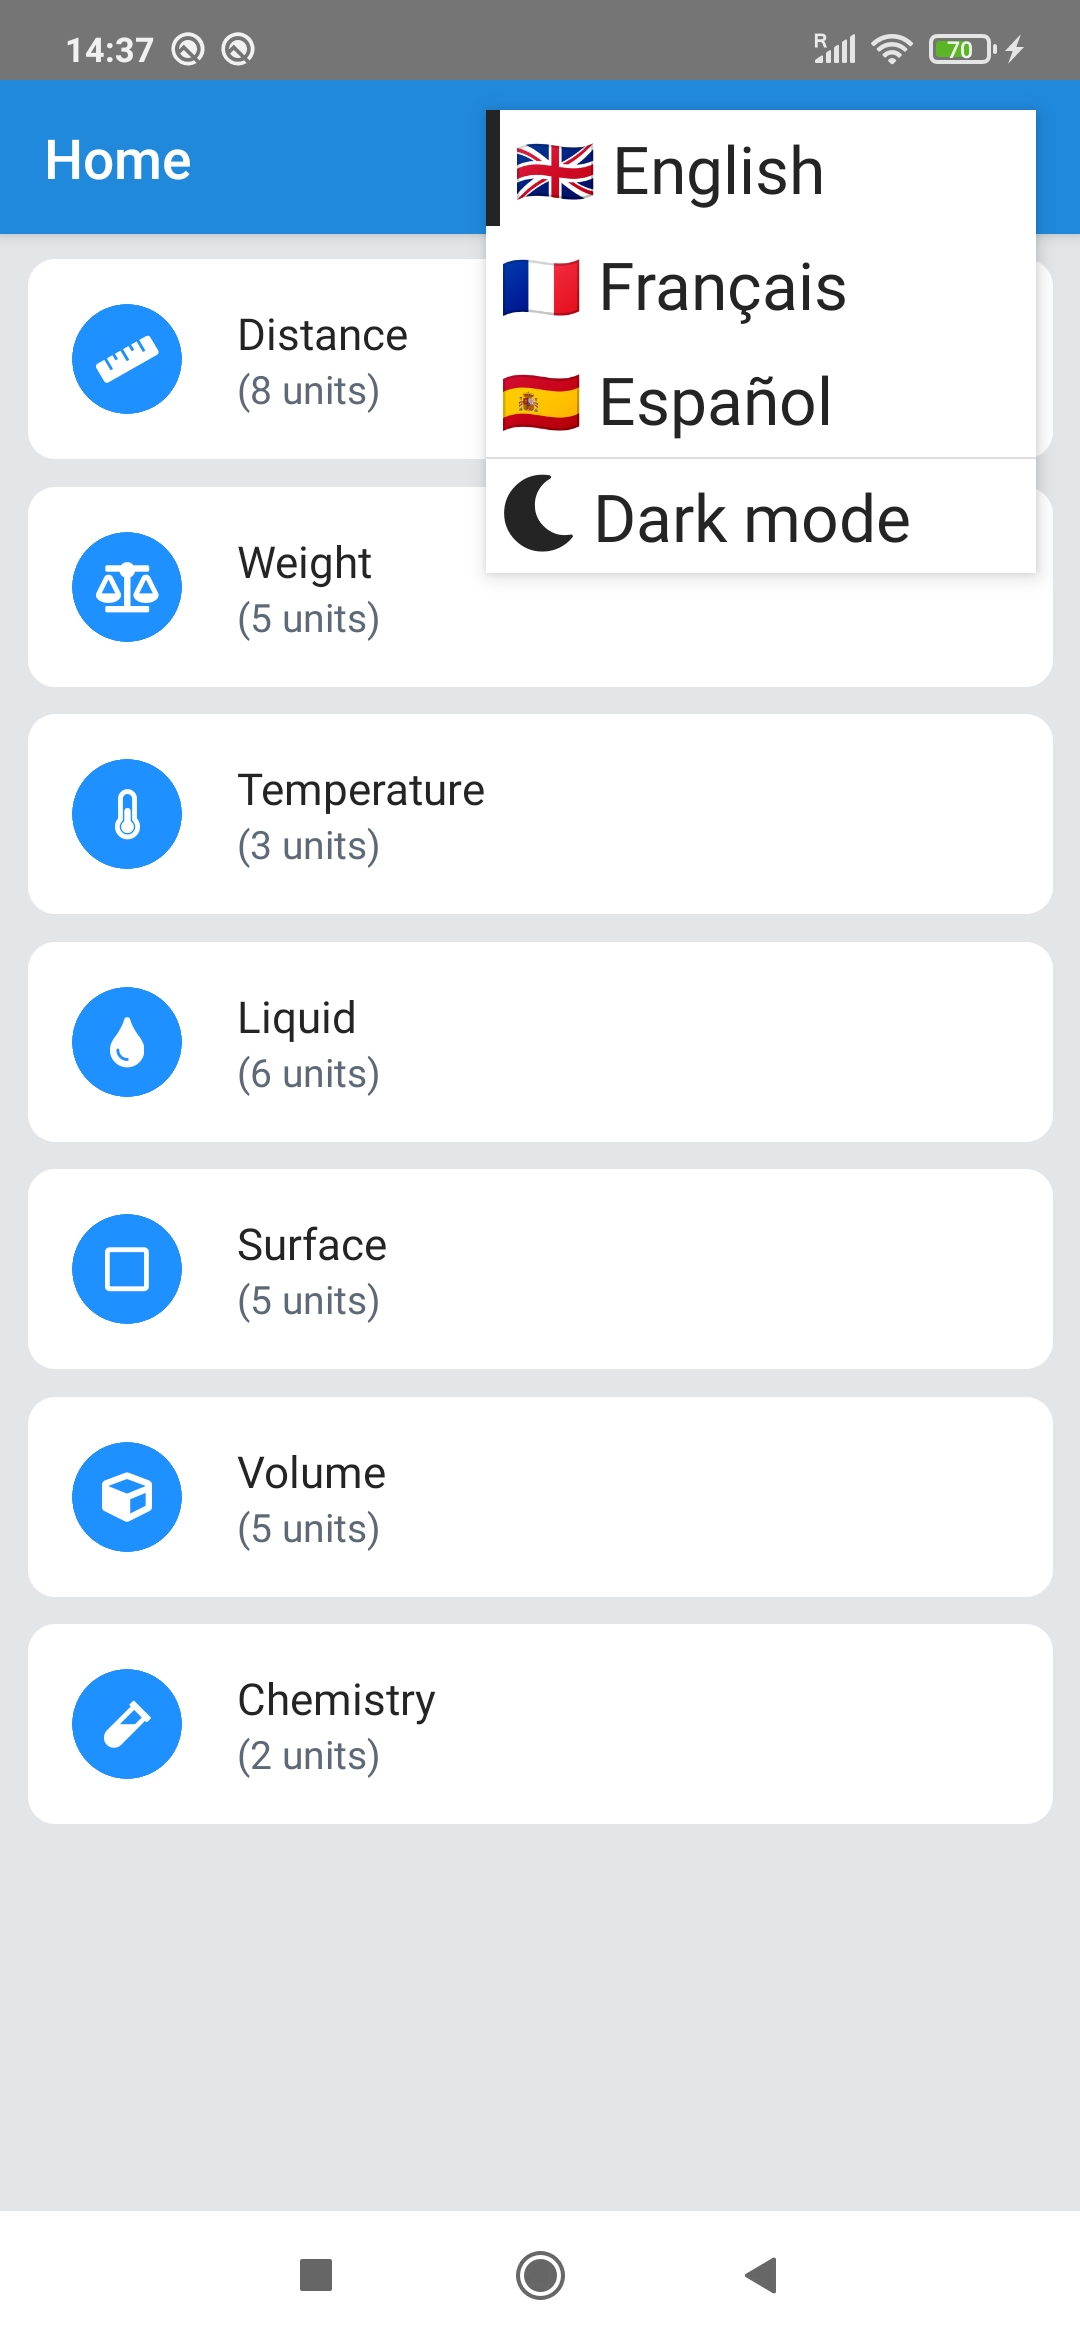 14:37
R
70
Home
English
Français
Español
Dark mode
Distance
(8 units)
Weight
(5 units)
Temperature
(3 units)
Liquid
(6 units)
Surface
(5 units)
Volume
(5 units)
Chemistry
(2 units)